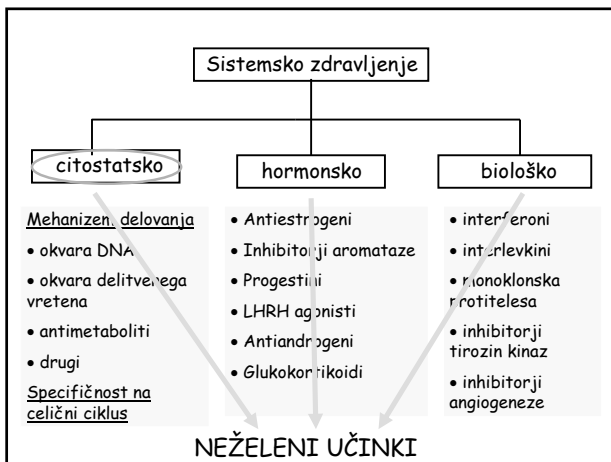 Sistemsko zdravljenje
citostatsko
hormonsko
biološko
Mehanizem delovanja
• okvara DNA
• okvara delitvenega
vretena
• antimetaboliti
• drugi
Specifičnost na
celični ciklus
• Antiestrogeni
• Inhibitorji aromataze
• Progestini
• LHRH agonisti
• Antiandrogeni
• Glukokortikoidi
• interferoni
• interlevkini
• monoklonska
protitelesa
• inhibitorji
tirozin kinaz
• inhibitorji
angiogeneze
NEŽELENI UČINKI